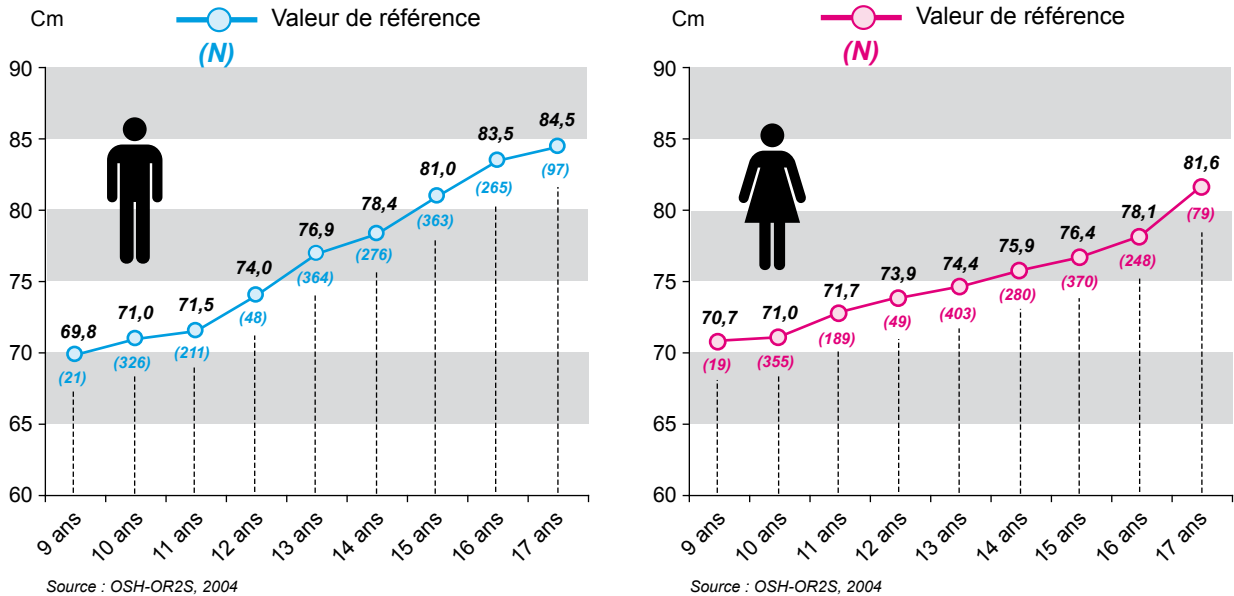 Cm
Valeur de référence
(N)
90
85
80
75
70
65
60
69,8
71,0
71,5
74,0
76,9
78,4
81,0
83,5
84,5
(21)
(326)
(211)
(48)
(364)
(276)
(363)
(265)
(97)
9 ans
10 ans
11 ans
12 ans
13 ans
14 ans
15 ans
16 ans
17 ans
Source : OSH-OR2S, 2004
Cm
Valeur de référence
(N)
90
85
80
75
70
65
60
70,7
71,0
71,7
73,9
74,4
75,9
76,4
78,1
81,6
(19)
(355)
(189)
(49)
(403)
(280)
(370)
(248)
(79)
9 ans
10 ans
11 ans
12 ans
13 ans
14 ans
15 ans
16 ans
17 ans
Source : OSH-OR2S, 2004